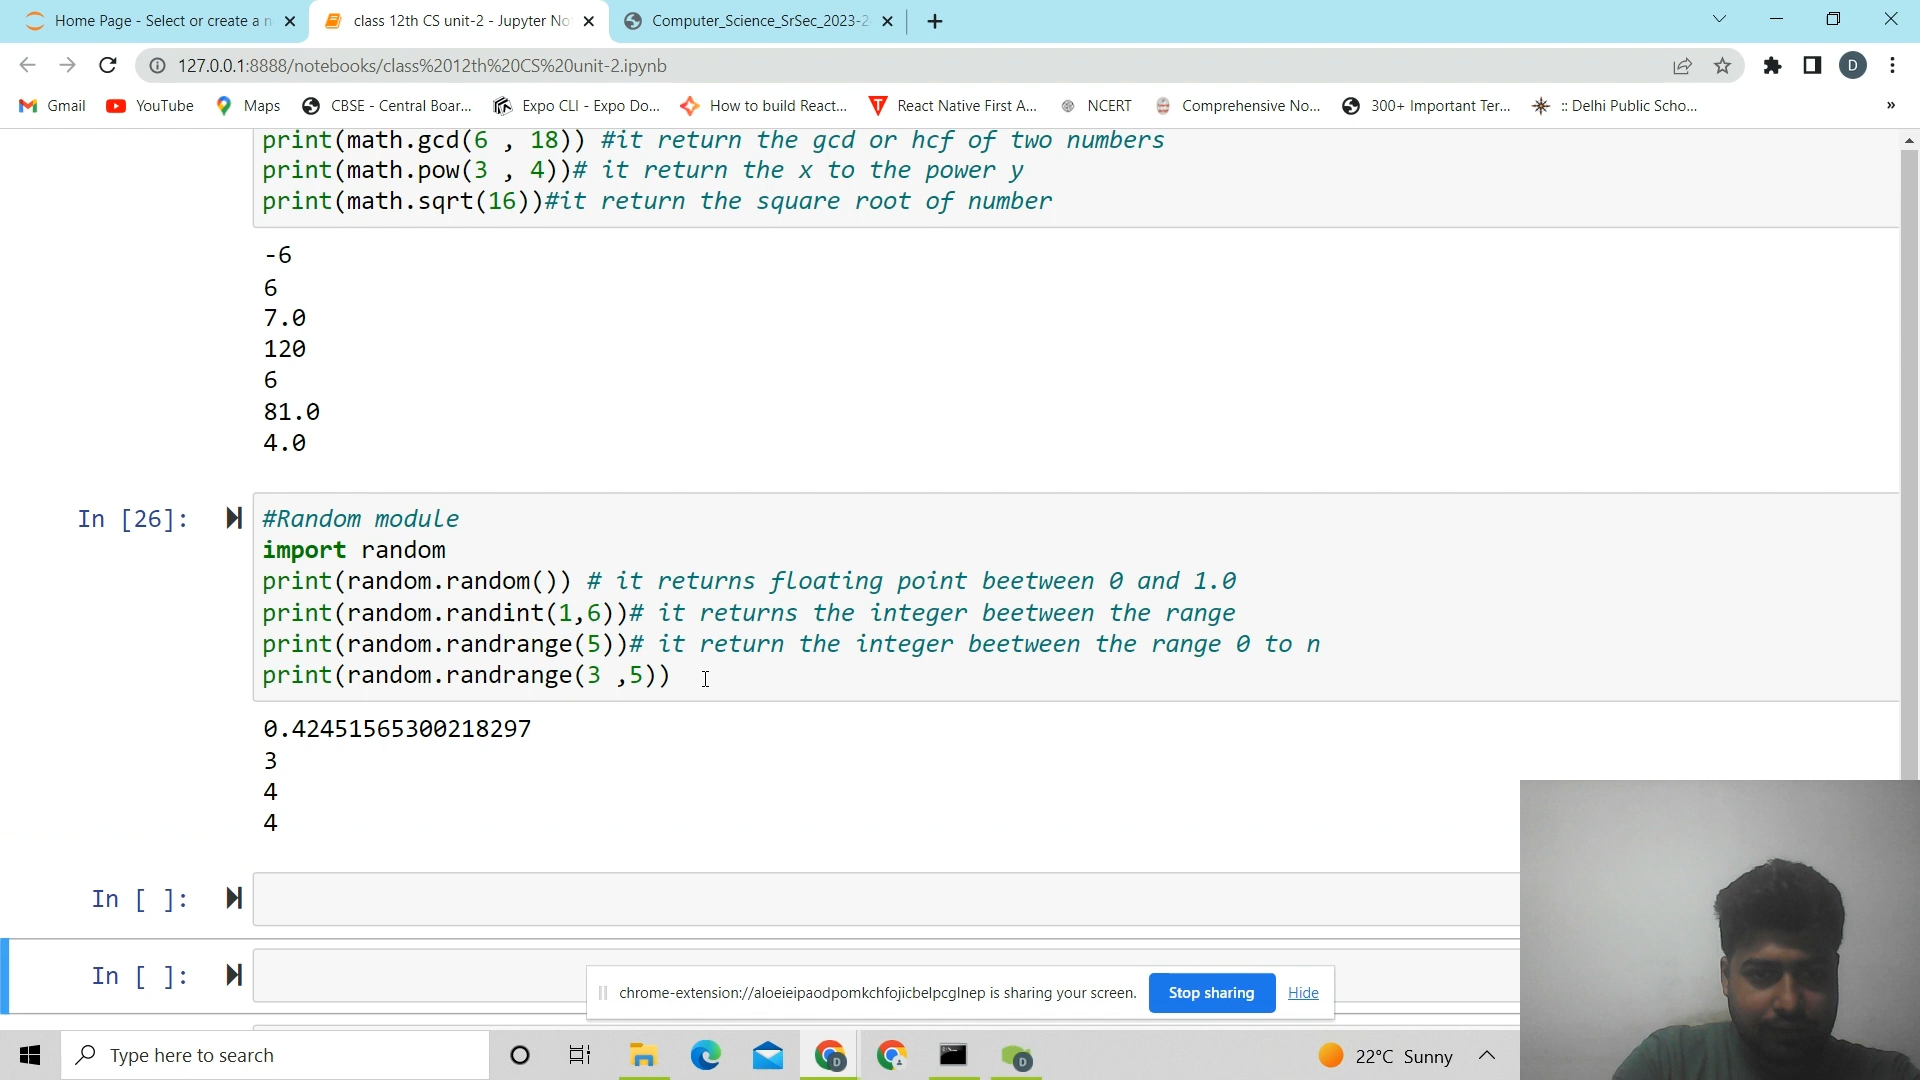 Home Page - Select or create a n
class 12th CS unit-2 - Jupyter No
Computer_Science_SrSec_2023-2
127.0.0.1:8888/notebooks/class%2012th%20CS%20unit-2.ipynb
D
Gmail YouTube Maps CBSE - Central Boar... Expo CLI - Expo Do... How to build React... React Native First A... NCERT Comprehensive No... 300+ Important Ter... :: Delhi Public Scho... »
print(math.gcd(6 , 18)) #it return the gcd or hcf of two numbers
print(math.pow(3 , 4))# it return the x to the power y
print(math.sqrt(16))#it return the square root of number
-6
6
7.0
120
6
81.0
4.0
In [26]:
#Random module
import random
print(random.random()) # it returns floating point beetween 0 and 1.0
print(random.randint(1,6))# it returns the integer beetween the range
print(random.randrange(5))# it return the integer beetween the range 0 to n
print(random.randrange(3 ,5))
0.42451565300218297
3
4
4
In [ ]:
In [ ]:
chrome-extension://aloeieipaodpomkchfojicbelpcglnep is sharing your screen. Stop sharing Hide
Type here to search
D
D
22°C Sunny